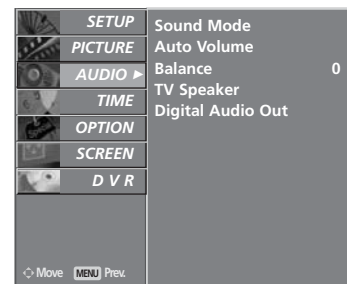 SETUP
PICTURE
AUDIO ►
TIME
OPTION
SCREEN
D V R
Move MENU Prev.
Sound Mode
Auto Volume
Balance 0
TV Speaker
Digital Audio Out